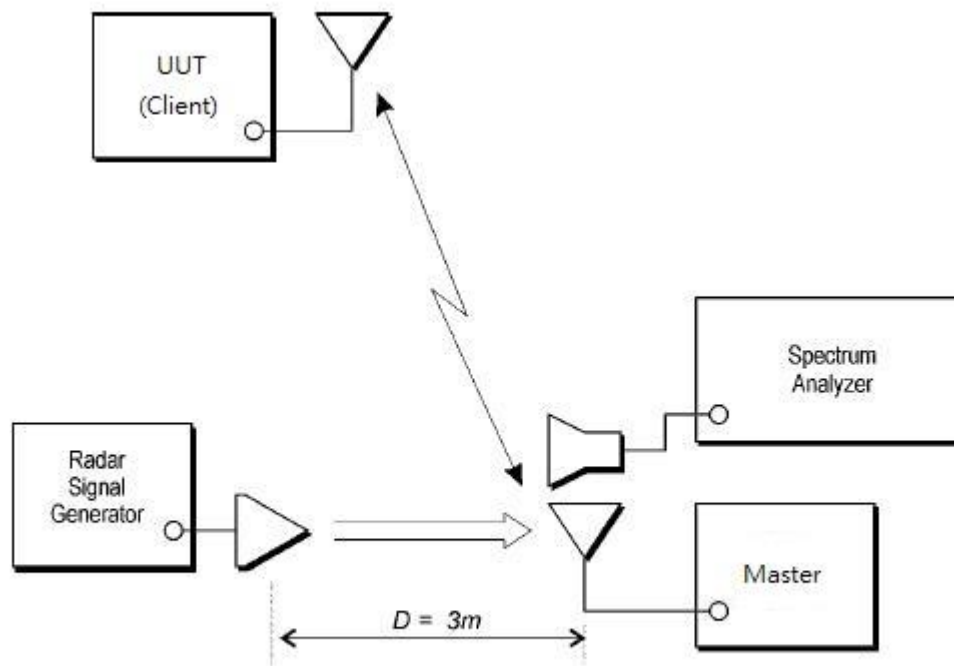 UUT
(Client)
Spectrum
Analyzer
Radar
Signal
Generator
Master
D = 3m